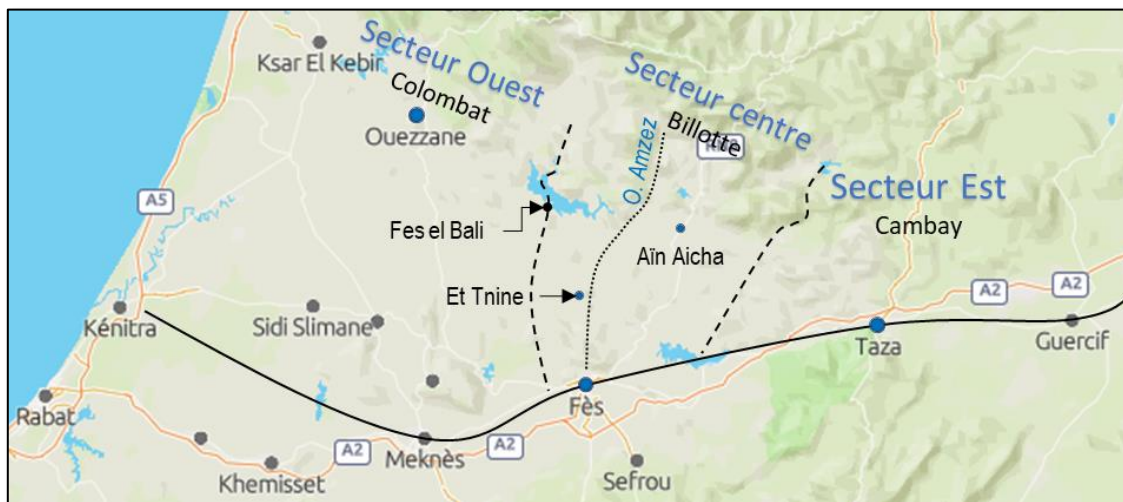 Secteur Ouest
Colombat
Secteur centre
Billotte
Secteur Est
Cambay
Ksar El Kebir
Ouezzane
O. Amzez
A5
Fes el Bali
Aïn Aicha
Et Tnine
Kénitra
Sidi Slimane
A2
A2
Taza
Guercif
Rabat
Fès
A2
A2
Meknès
Khemisset
Sefrou